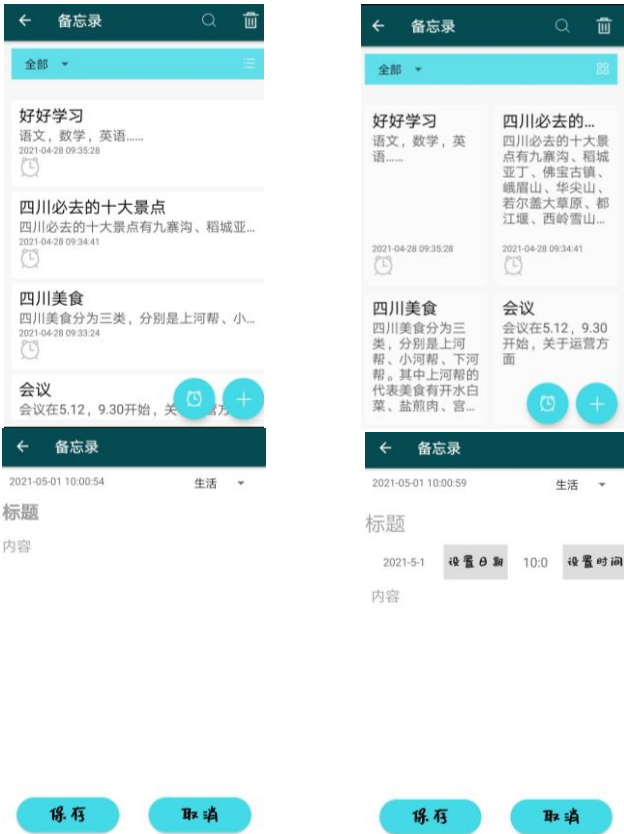 备忘录
全部
好好学习
语文，数学，英语……
2021-04-28 09:35:28
四川必去的十大景点
四川必去的十大景点有九寨沟、稻城亚...
2021-04-28 09:34:41
四川美食
四川美食分为三类，分别是上河帮、小...
2021-04-28 09:33:24
会议
会议在5.12，9.30开始，关 营方
备忘录
全部
好好学习
语文，数学，英
语……
2021-04-28 09:35:28
四川必去的...
四川必去的十大景
点有九寨沟、稻城
亚丁、佛宝古镇、
峨眉山、华尖山、
若尔盖大草原、都
江堰、西岭雪山...
2021-04-28 09:34:41
四川美食
四川美食分为三
类，分别是上河
帮、小河帮、下河
帮。其中上河帮的
代表美食有开水白
菜、盐煎肉、宫...
会议
会议在5.12，9.30
开始，关于运营方
面
备忘录
2021-05-01 10:00:54 生活
标题
内容
保存 取消
备忘录
2021-05-01 10:00:59 生活
标题
2021-5-1 设置日期 10:0 设置时间
内容
保存 取消